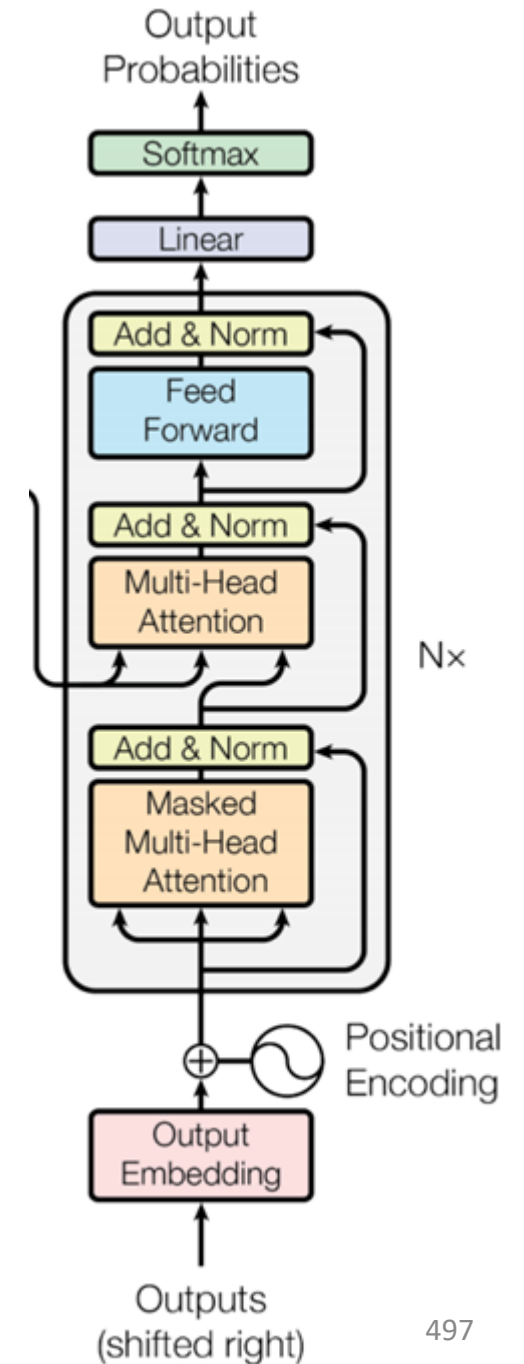 Output
Probabilities
Softmax
Linear
Add & Norm
Feed
Forward
Add & Norm
Multi-Head
Attention
N×
Add & Norm
Masked
Multi-Head
Attention
Positional
Encoding
Output
Embedding
Outputs
(shifted right)
497